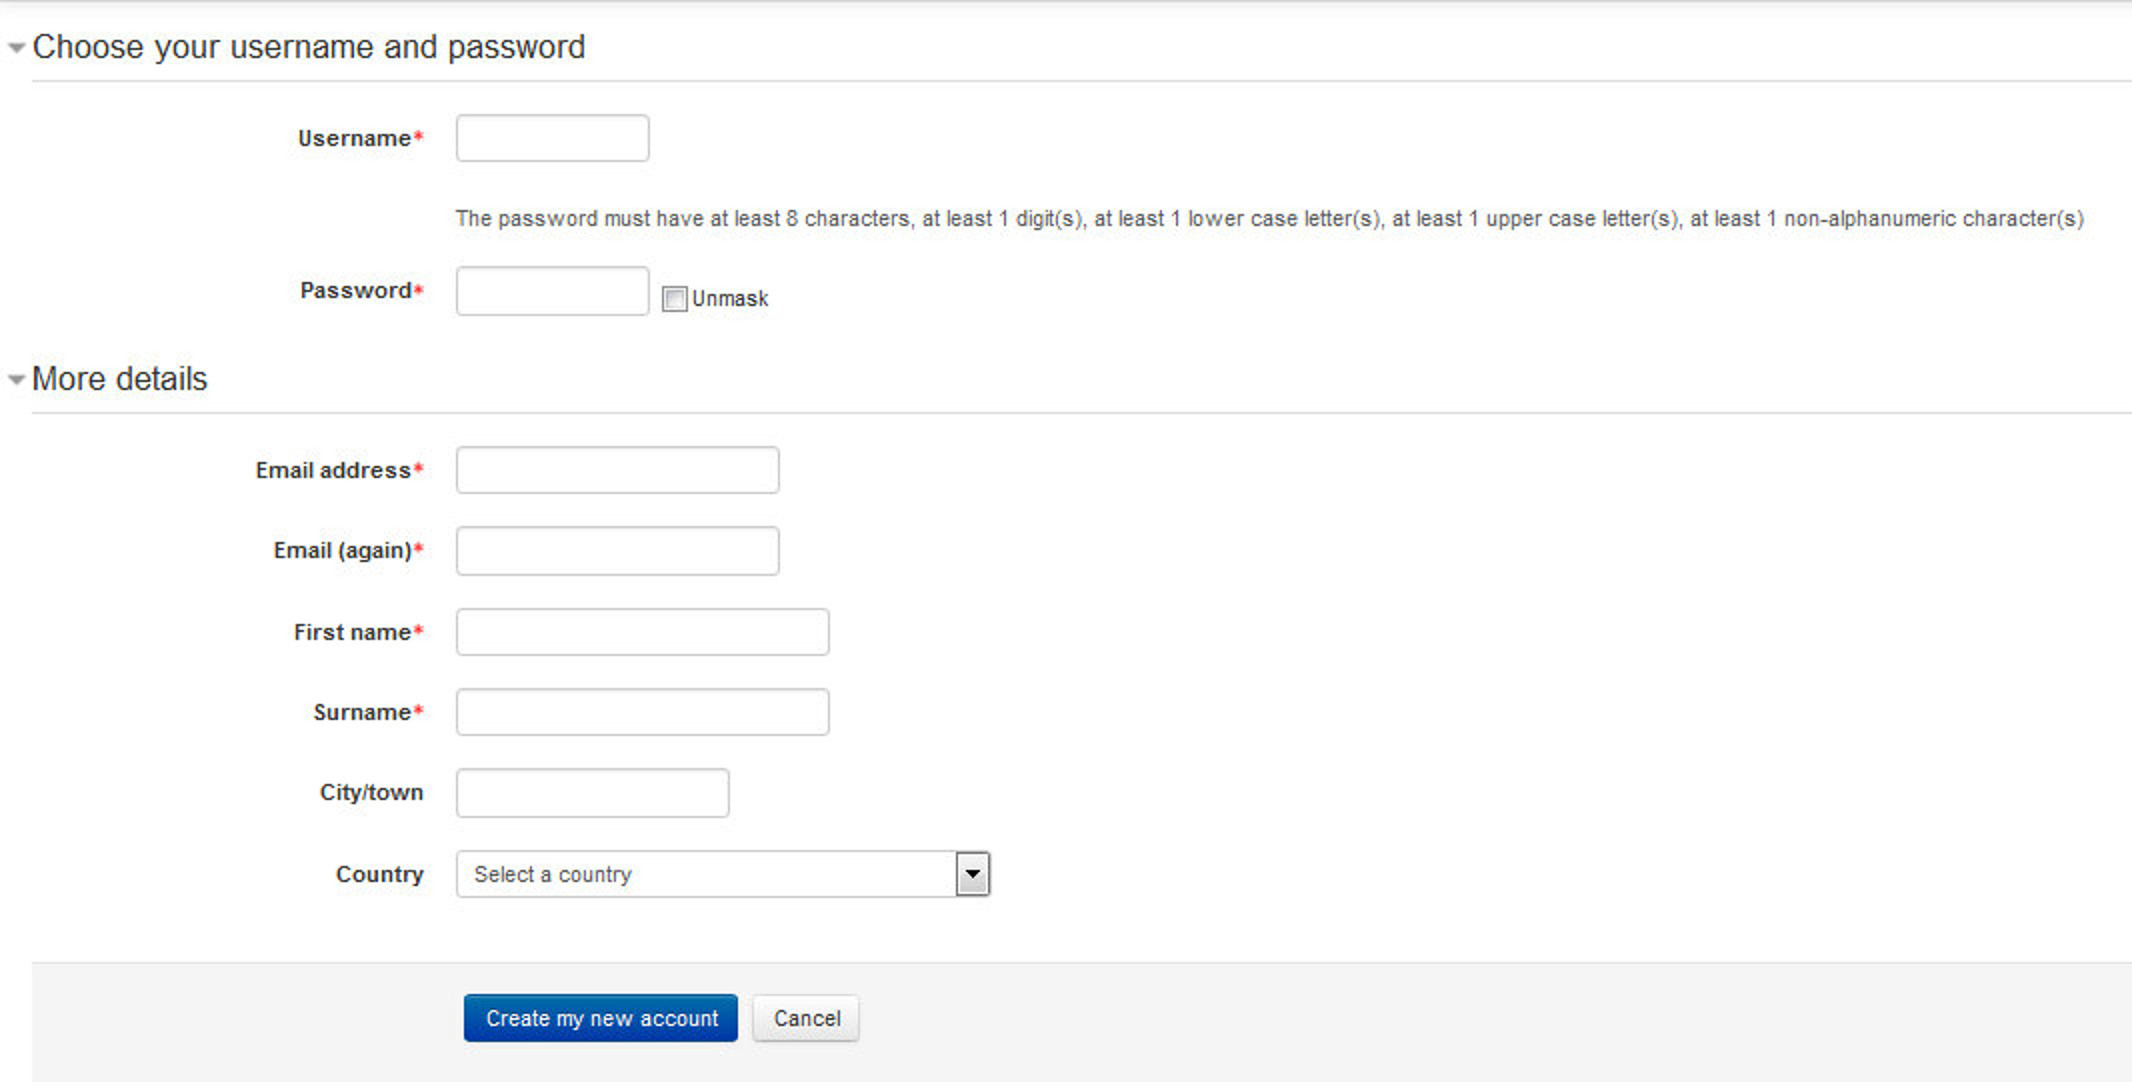 Choose your username and password
Username*
The password must have at least 8 characters, at least 1 digit(s), at least 1 lower case letter(s), at least 1 upper case letter(s), at least 1 non-alphanumeric character(s)
Password*
Unmask
More details
Email address*
Email (again)*
First name*
Surname*
City/town
Country
Select a country
Create my new account
Cancel